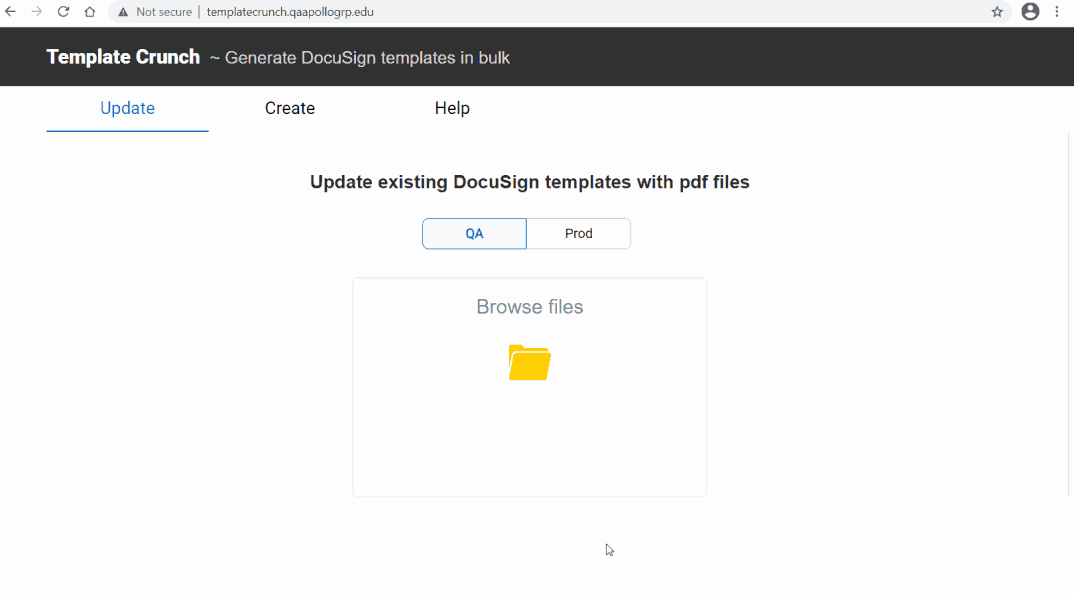 Not secure | templatecrunch.qaapollogrp.edu
Template Crunch ~ Generate DocuSign templates in bulk
Update Create Help
Update existing DocuSign templates with pdf files
QA Prod
Browse files